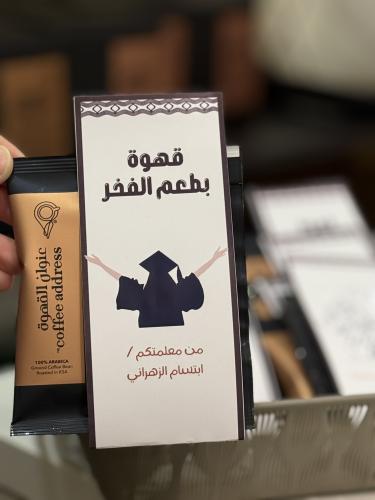 قهوة
بطعم الفخر
من معلمتكم /
ابتسام الزهراني
عنوان القهوة
coffee address
100% ARABICA
Ground Coffee Bean
Roasted in KSA